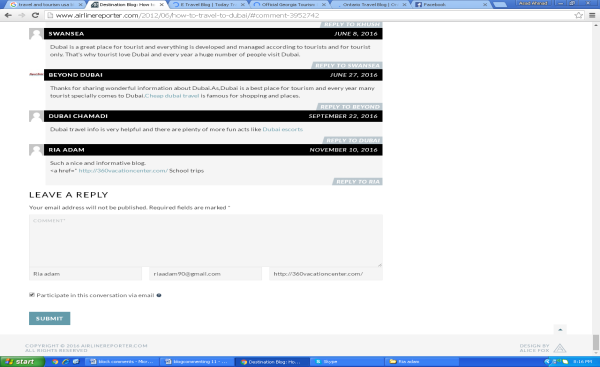 travel and tourism usa b
Destination Blog: How t
E Travel Blog | Today T
Official Georgia Tourism
Ontario Travel Blog | O
Facebook
www.airlinereporter.com/2012/06/how-to-travel-to-dubai/#comment-3952742
REPLY TO KHUSH
SWANSEA JUNE 8, 2016
Dubai is a great place for tourist and everything is developed and managed according to tourists and for tourist
only. That's why tourist love Dubai and every year a huge number of people visit Dubai.
REPLY TO SWANSEA
BEYOND DUBAI JUNE 27, 2016
Thanks for sharing wonderful information about Dubai.As,Dubai is a best place for tourism and every year many
tourist specially comes to Dubai.Cheap dubai travel is famous for shopping and places.
REPLY TO BEYOND
DUBAI CHAMADI SEPTEMBER 22, 2016
Dubai travel info is very helpful and there are plenty of more fun acts like Dubai escorts
REPLY TO DUBAI
RIA ADAM NOVEMBER 10, 2016
Such a nice and informative blog.
<a href=" http://360vacationcenter.com/ School trips
REPLY TO RIA
LEAVE A REPLY
Your email address will not be published. Required fields are marked *
COMMENT*
Ria adam
riaadam90@gmail.com
http://360vacationcenter.com/
Participate in this conversation via email
SUBMIT
COPYRIGHT © 2016 AIRLINEREPORTER.COM
ALL RIGHTS RESERVED
DESIGN BY
ALICE FOR
start
block comments - Micr...
blogcommenting 11 - ...
Destination Blog: Ho...
Skype
Ria adam
5:16 PM